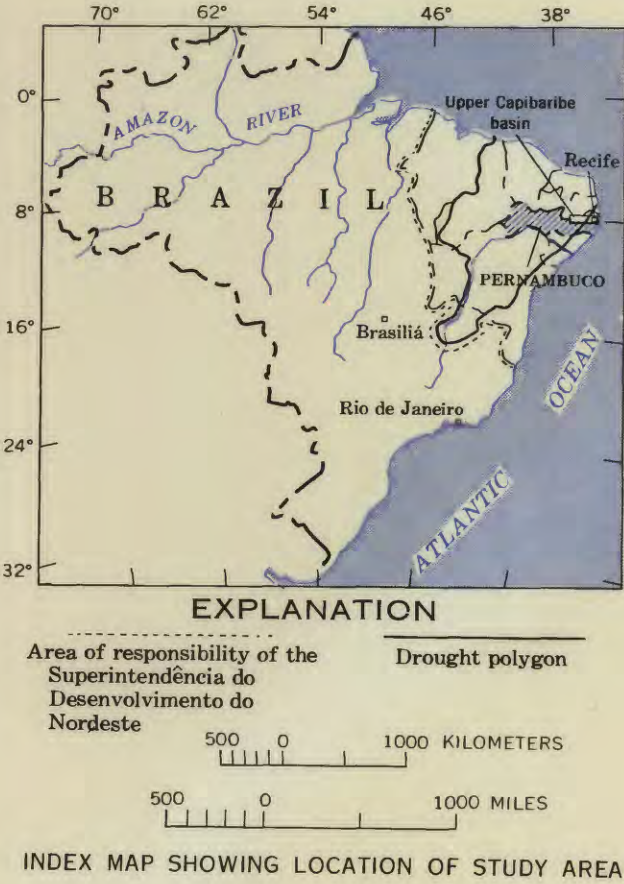 70° 62° 54° 46° 38°
0°
Upper Capibaribe
basin
AMAZON RIVER
Recife
BRAZIL
8°
PERNAMBUCO
16°
Brasiliá
OCEAN
Rio de Janeiro
24°
ATLANTIC
32°
EXPLANATION
Area of responsibility of the
Superintendência do
Desenvolvimento do
Nordeste
Drought polygon
500 0 1000 KILOMETERS
500 0 1000 MILES
INDEX MAP SHOWING LOCATION OF STUDY AREA